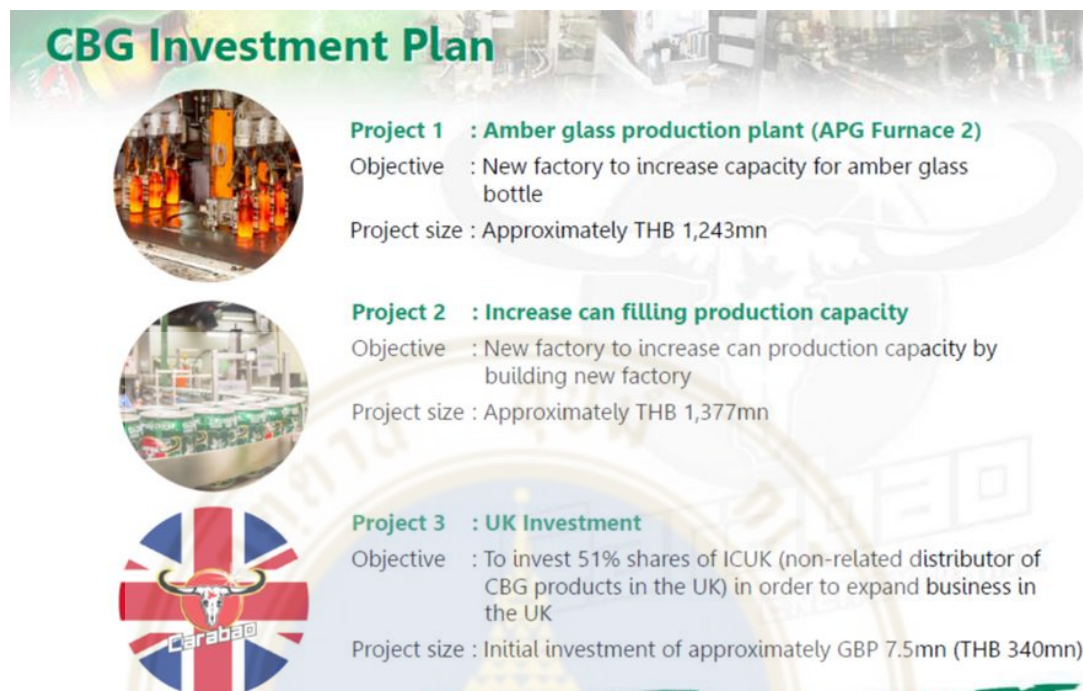 CBG Investment Plan
Project 1 : Amber glass production plant (APG Furnace 2)
Objective : New factory to increase capacity for amber glass
bottle
Project size : Approximately THB 1,243mn
Project 2 : Increase can filling production capacity
Objective : New factory to increase can production capacity by
building new factory
Project size : Approximately THB 1,377mn
Project 3 : UK Investment
Objective : To invest 51% shares of ICUK (non-related distributor of
CBG products in the UK) in order to expand business in
the UK
Carabao
Project size : Initial investment of approximately GBP 7.5mn (THB 340mn)